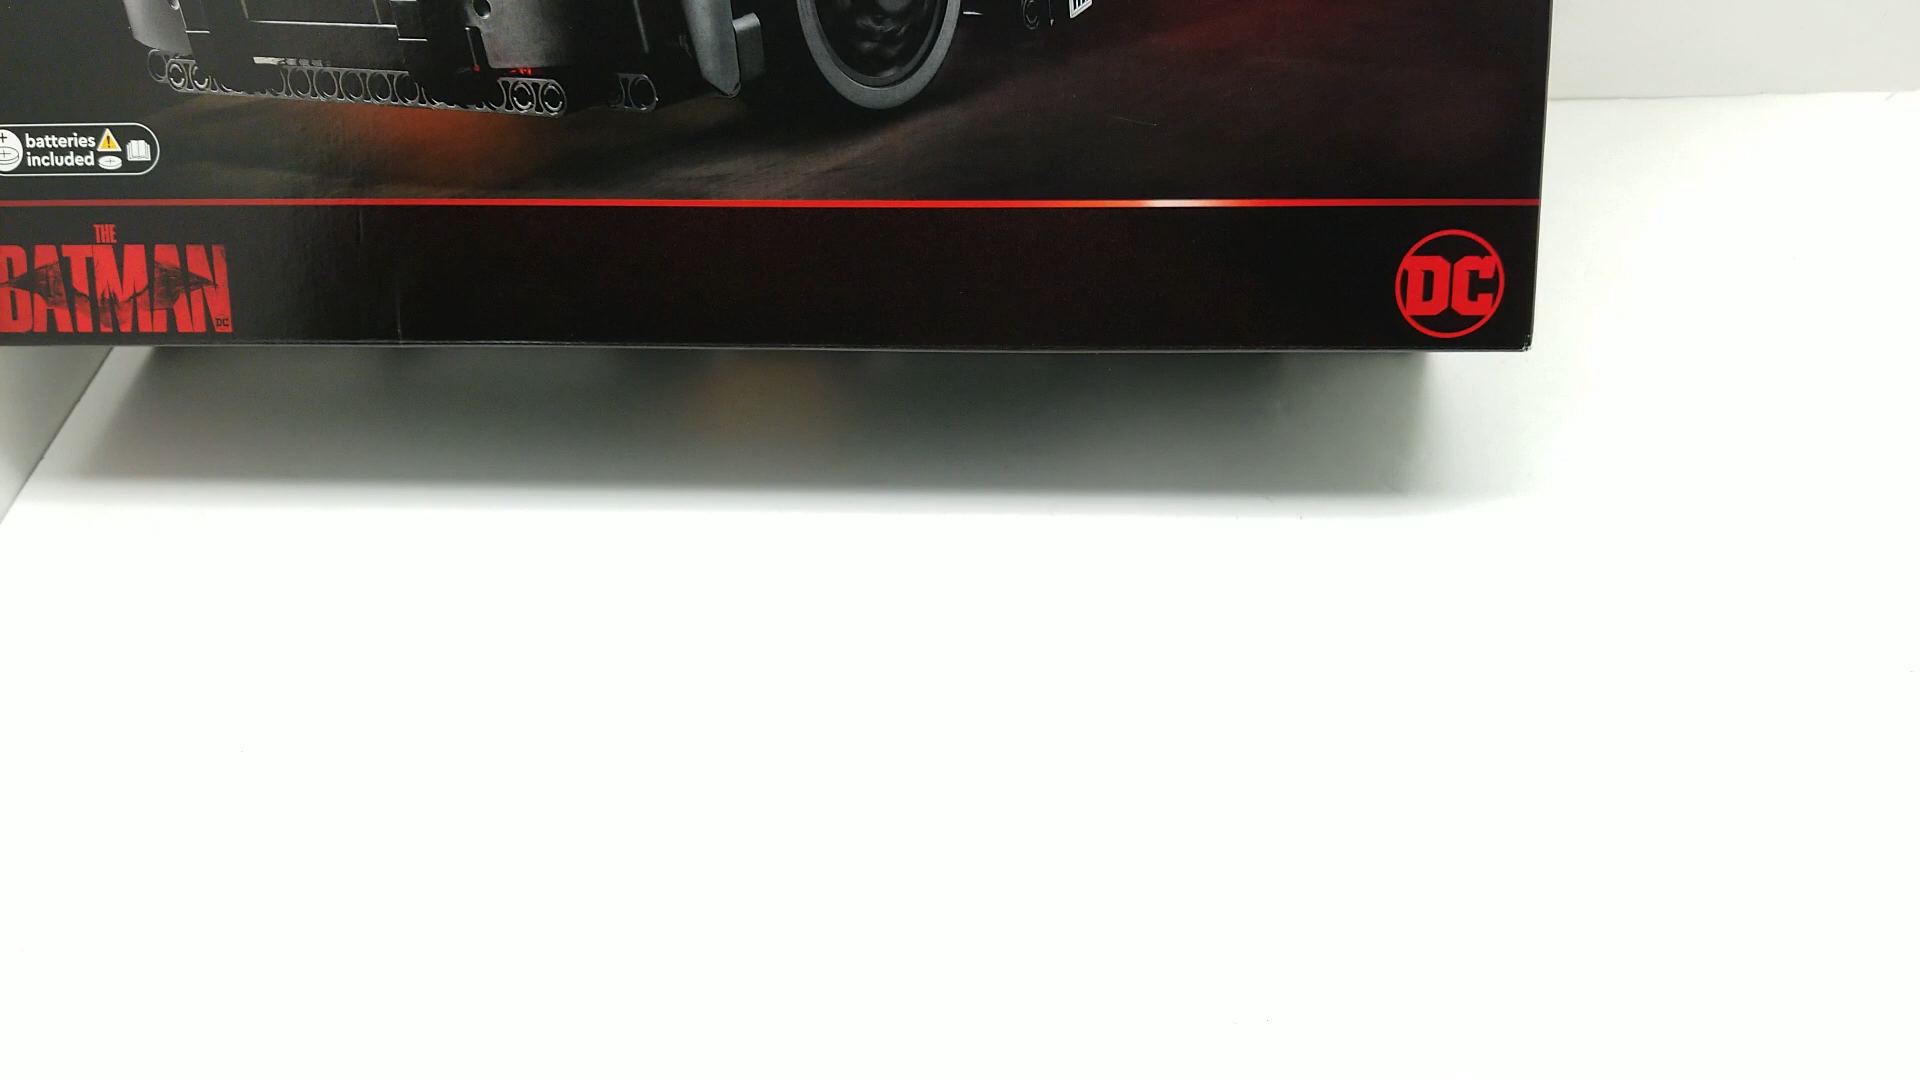 batteries
included
THE
BATMAN
DC
DC